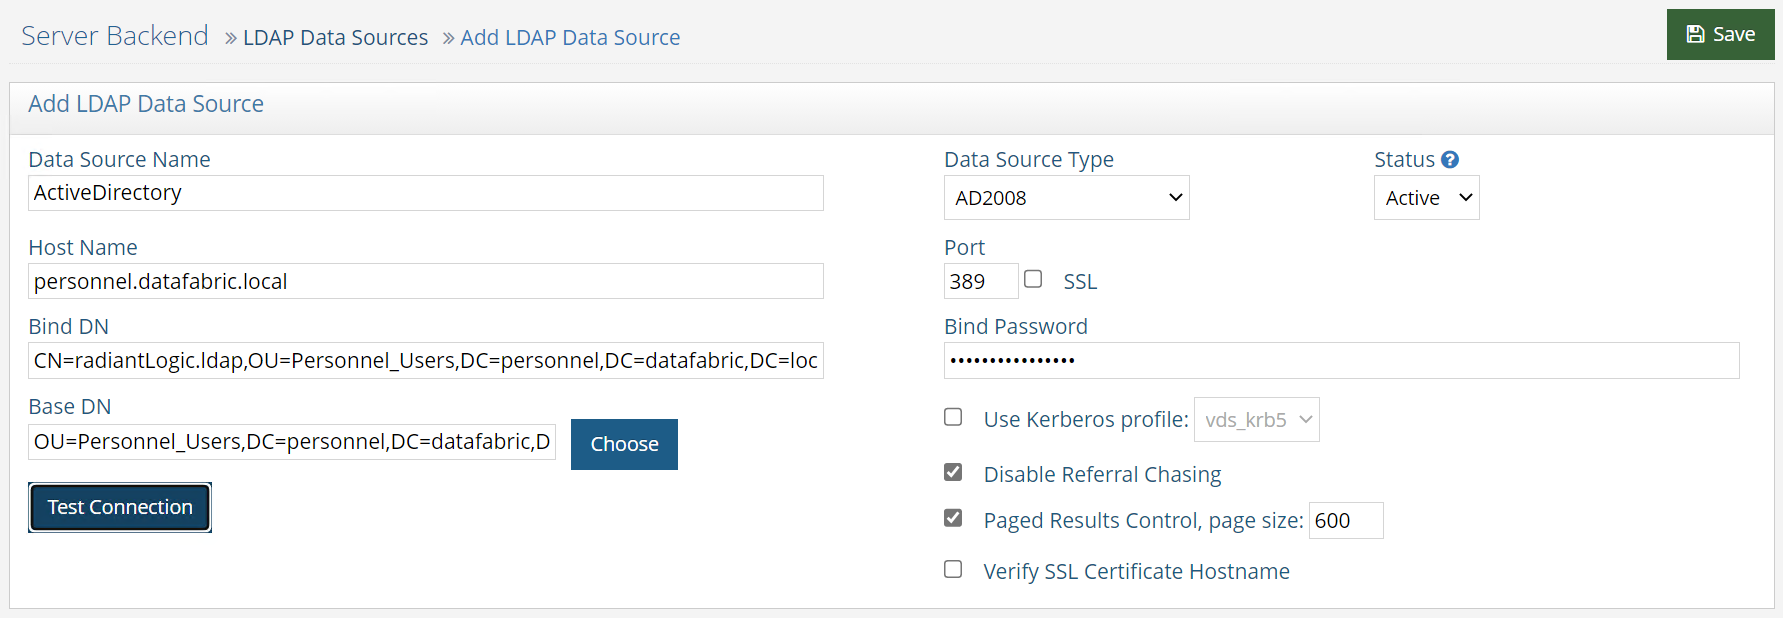 Server Backend » LDAP Data Sources » Add LDAP Data Source
Save
Add LDAP Data Source
Data Source Name
ActiveDirectory
Data Source Type
AD2008
Status ?
Active
Host Name
personnel.datafabric.local
Port
389
SSL
Bind DN
CN=radiantLogic.ldap,OU=Personnel_Users,DC=personnel,DC=datafabric,DC=loc
Bind Password
••••••••••••••••
Base DN
OU=Personnel_Users,DC=personnel,DC=datafabric,D
Choose
Test Connection
Use Kerberos profile: vds_krb5
Disable Referral Chasing
Paged Results Control, page size: 600
Verify SSL Certificate Hostname